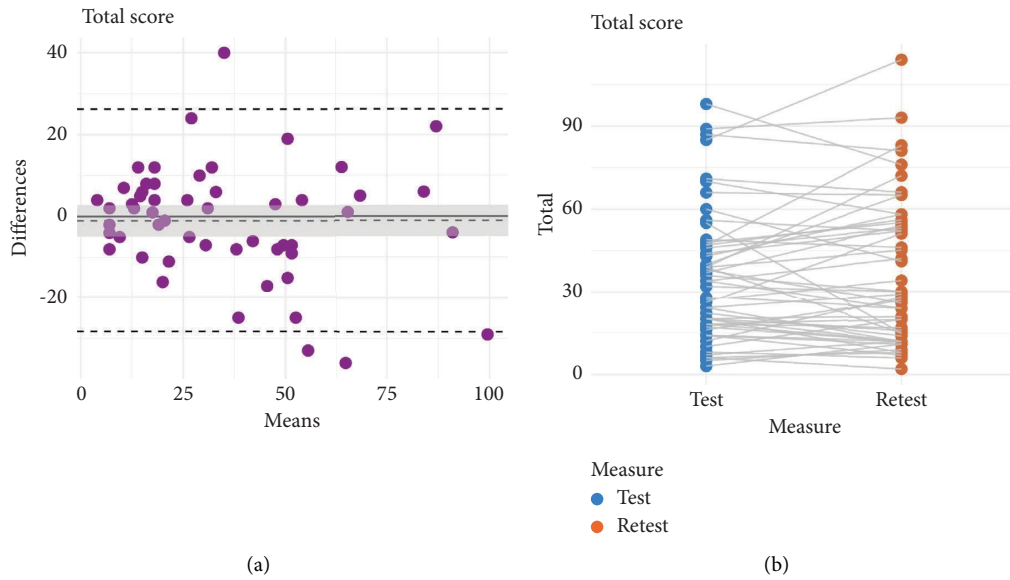 Total score
Differences
40
20
0
-20
0
25
50
75
100
Means
(a)
Total score
Total
90
60
30
0
Test
Retest
Measure
Measure
Test
Retest
(b)